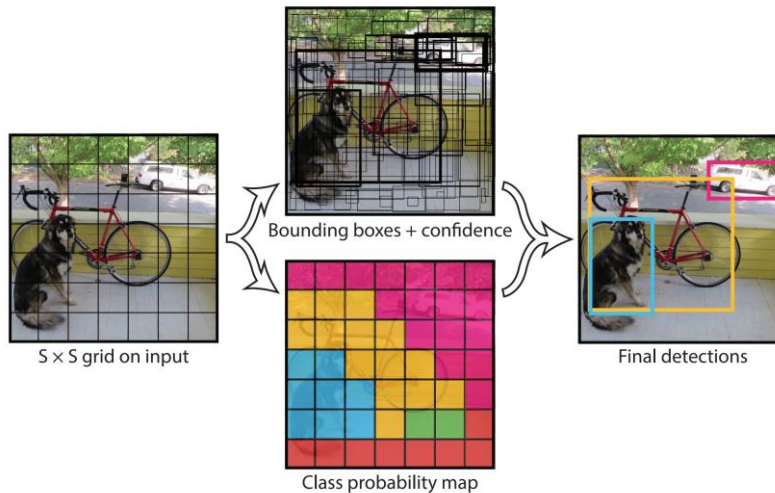 Bounding boxes + confidence
S × S grid on input
Final detections
Class probability map